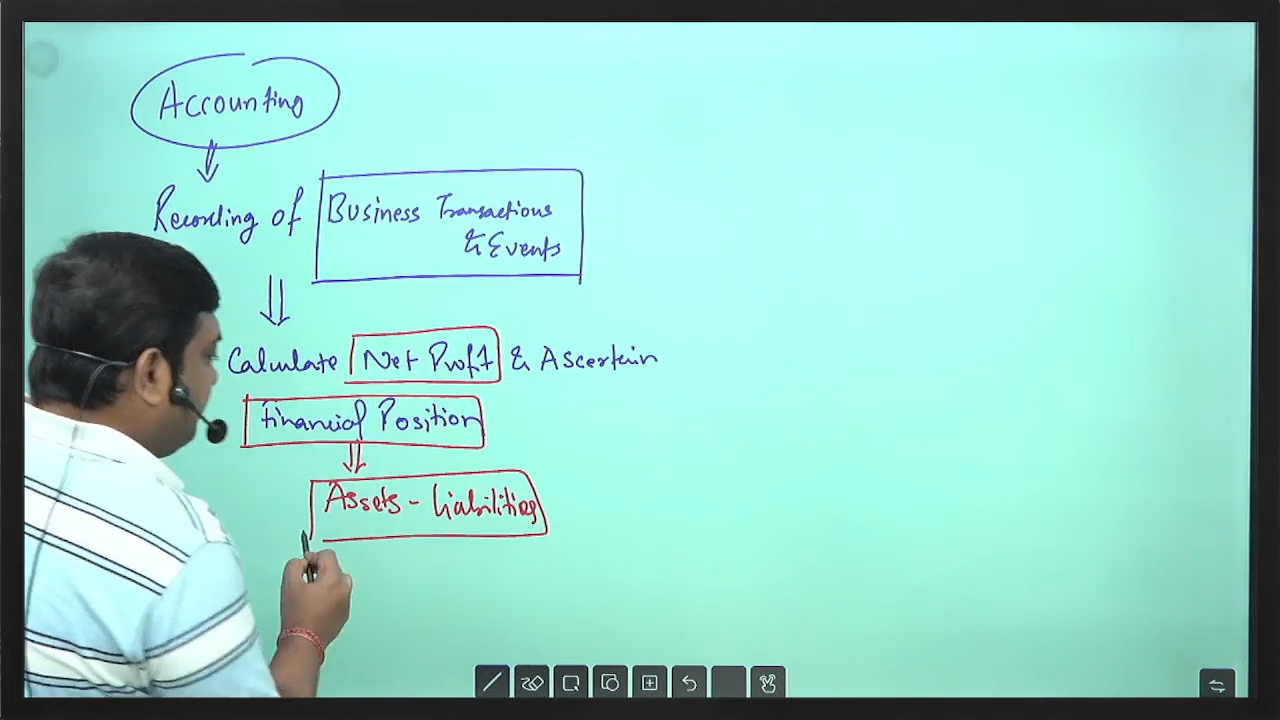 Accounting
Recording of Business Transactions
& Events
Calculate Net Profit & Ascertain
Financial Position
Assets - Liabilities